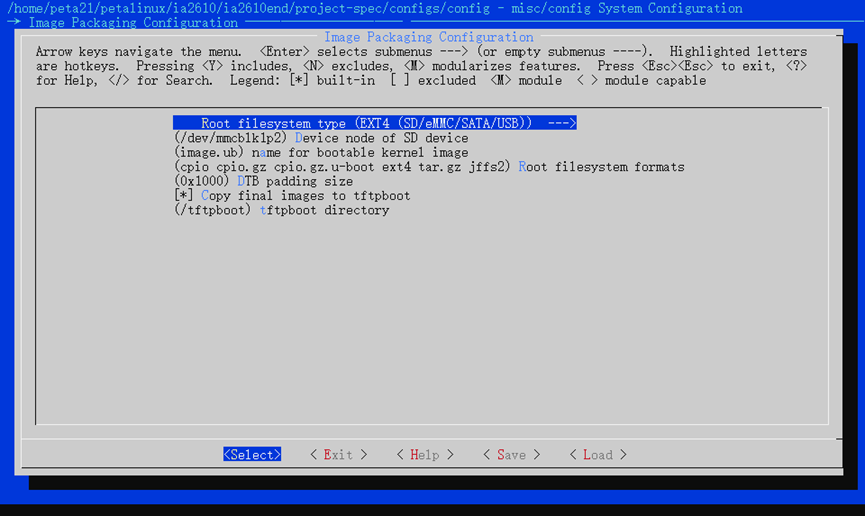 /home/peta21/petalinux/ia2610/ia2610end/project-spec/configs/config - misc/config System Configuration
→ Image Packaging Configuration
Image Packaging Configuration
Arrow keys navigate the menu.  <Enter> selects submenus ---> (or empty submenus ----).  Highlighted letters
are hotkeys.  Pressing <Y> includes, <N> excludes, <M> modularizes features.  Press <Esc><Esc> to exit, <?>
for Help, </> for Search.  Legend: [*] built-in  [ ] excluded  <M> module  < > module capable
Root filesystem type (EXT4 (SD/eMMC/SATA/USB))  --->
(/dev/mmcblk1p2) Device node of SD device
(image.ub) name for bootable kernel image
(cpio cpio.gz cpio.gz.u-boot ext4 tar.gz jffs2) Root filesystem formats
(0x1000) DTB padding size
[*] Copy final images to tftpboot
(/tftpboot) tftpboot directory
<Select>    < Exit >    < Help >    < Save >    < Load >